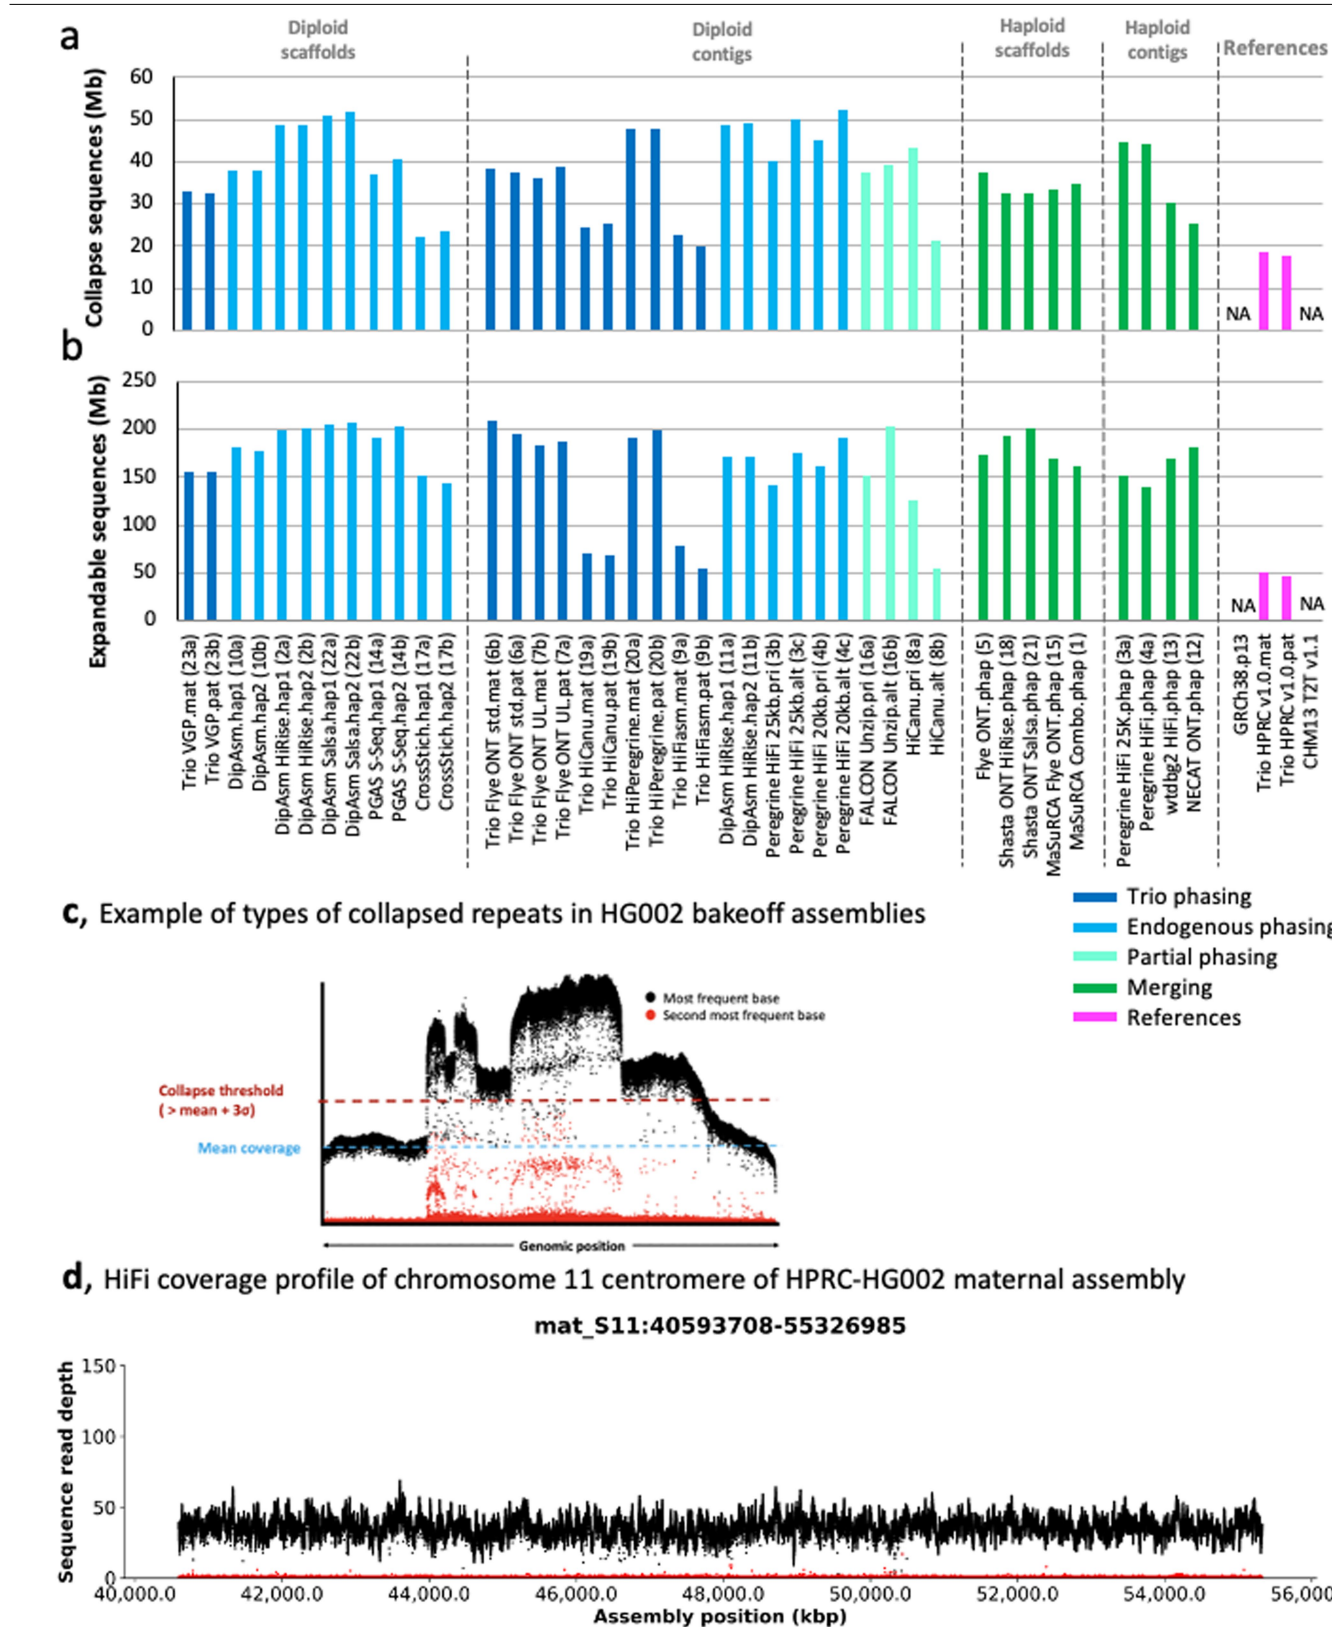 a
Diploid
scaffolds
Diploid
contigs
Haploid
scaffolds
Haploid
contigs
References
Collapse sequences (Mb)
60
50
40
30
20
10
0
NA
NA
b
Expandable sequences (Mb)
250
200
150
100
50
0
NA
NA
Trio VGP.mat (23a)
Trio VGP.pat (23b)
DipAsm.hap1 (10a)
DipAsm.hap2 (10b)
DipAsm HiRise.hap1 (2a)
DipAsm HiRise.hap2 (2b)
DipAsm Salsa.hap1 (22a)
DipAsm Salsa.hap2 (22b)
PGAS S-Seq.hap1 (14a)
PGAS S-Seq.hap2 (14b)
CrossStich.hap1 (17a)
CrossStich.hap2 (17b)
Trio Flye ONT std.mat (6b)
Trio Flye ONT std.pat (6a)
Trio Flye ONT UL.mat (7b)
Trio Flye ONT UL.pat (7a)
Trio HiCanu.mat (19a)
Trio HiCanu.pat (19b)
Trio HiPeregrine.mat (20a)
Trio HiPeregrine.pat (20b)
Trio HiFiasm.mat (9a)
Trio HiFiasm.pat (9b)
DipAsm HiRise.hap1 (11a)
DipAsm HiRise.hap2 (11b)
Peregrine HiFi 25kb.pri (3b)
Peregrine HiFi 25kb.alt (3c)
Peregrine HiFi 20kb.pri (4b)
Peregrine HiFi 20kb.alt (4c)
FALCON Unzip.pri (16a)
FALCON Unzip.alt (16b)
HiCanu.pri (8a)
HiCanu.alt (8b)
Flye ONT.phap (5)
Shasta ONT HiRise.phap (18)
Shasta ONT Salsa.phap (21)
MaSuRCA Flye ONT.phap (15)
MaSuRCA Combo.phap (1)
Peregrine HiFi 25K.phap (3a)
Peregrine HiFi.phap (4a)
wtdbg2 HiFi.phap (13)
NECAT ONT.phap (12)
GRCh38.p13
Trio HPRC v1.0.mat
Trio HPRC v1.0.pat
CHM13 T2T v1.1
Trio phasing
Endogenous phasing
Partial phasing
Merging
References
c, Example of types of collapsed repeats in HG002 bakeoff assemblies
Most frequent base
Second most frequent base
Collapse threshold
( > mean + 3σ)
Mean coverage
Genomic position
d, HiFi coverage profile of chromosome 11 centromere of HPRC-HG002 maternal assembly
mat_S11:40593708-55326985
Sequence read depth
150
100
50
0
40,000.0 42,000.0 44,000.0 46,000.0 48,000.0 50,000.0 52,000.0 54,000.0 56,000.
Assembly position (kbp)